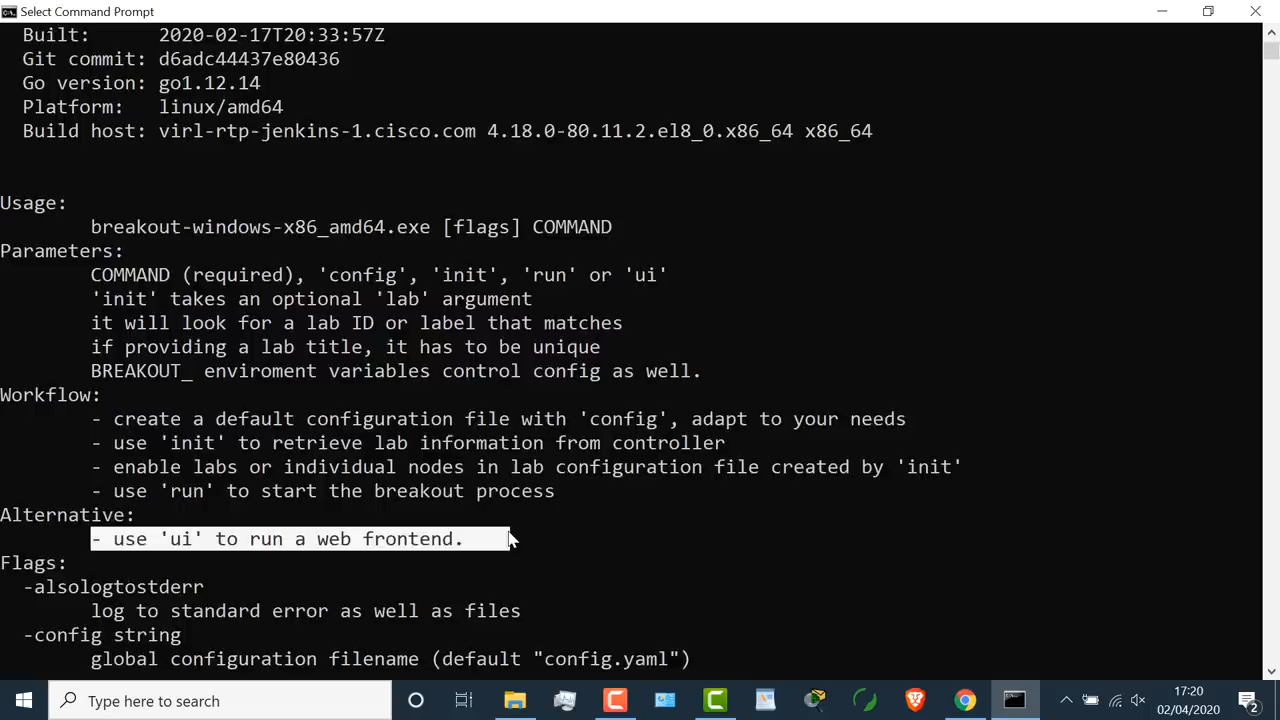 Select Command Prompt
Built: 2020-02-17T20:33:57Z
Git commit: d6adc44437e80436
Go version: go1.12.14
Platform: linux/amd64
Build host: virl-rtp-jenkins-1.cisco.com 4.18.0-80.11.2.el8_0.x86_64 x86_64
Usage:
breakout-windows-x86_amd64.exe [flags] COMMAND
Parameters:
COMMAND (required), 'config', 'init', 'run' or 'ui'
'init' takes an optional 'lab' argument
it will look for a lab ID or label that matches
if providing a lab title, it has to be unique
BREAKOUT_ enviroment variables control config as well.
Workflow:
- create a default configuration file with 'config', adapt to your needs
- use 'init' to retrieve lab information from controller
- enable labs or individual nodes in lab configuration file created by 'init'
- use 'run' to start the breakout process
Alternative:
- use 'ui' to run a web frontend.
Flags:
-alsologtostderr
log to standard error as well as files
-config string
global configuration filename (default "config.yaml")
Type here to search
17:20
02/04/2020
2